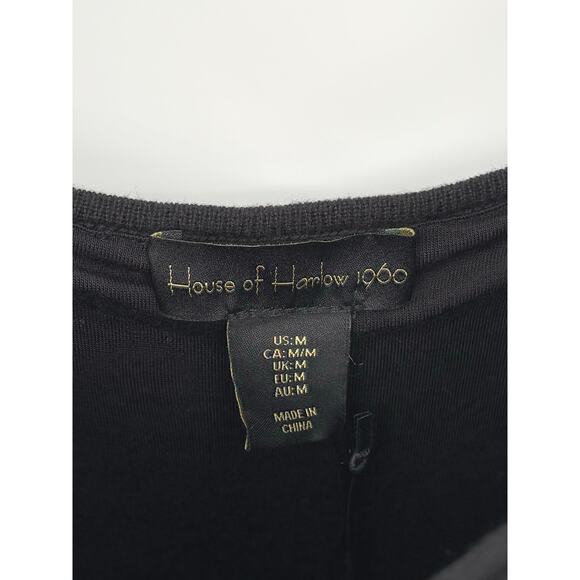 House of Harlow 1960
US: M
CA: M/M
UK: M
EU: M
AU: M
MADE IN
CHINA